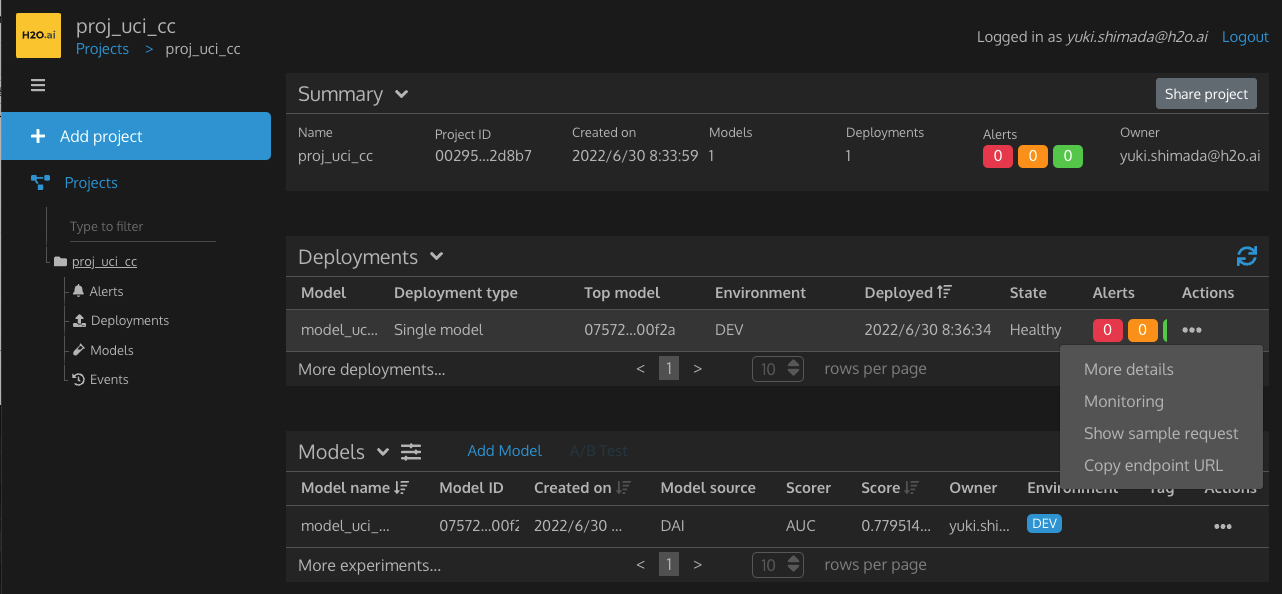 H2O.ai
proj_uci_cc
Projects > proj_uci_cc
Logged in as yuki.shimada@h2o.ai Logout
Add project
Projects
Type to filter
proj_uci_cc
Alerts
Deployments
Models
Events
Summary
Share project
Name Project ID Created on Models Deployments Alerts Owner
proj_uci_cc 00295...2d8b7 2022/6/30 8:33:59 1 1 0 0 0 yuki.shimada@h2o.ai
Deployments
Model Deployment type Top model Environment Deployed State Alerts Actions
model_uc... Single model 07572...00f2a DEV 2022/6/30 8:36:34 Healthy 0 0 •••
More deployments... < 1 > 10 rows per page
More details
Monitoring
Show sample request
Copy endpoint URL
Models Add Model A/B Test
Model name Model ID Created on Model source Scorer Score Owner Environment Tag Actions
model_uci_... 07572...00f2 2022/6/30 ... DAI AUC 0.779514... yuki.shi... DEV •••
More experiments... < 1 > 10 rows per page